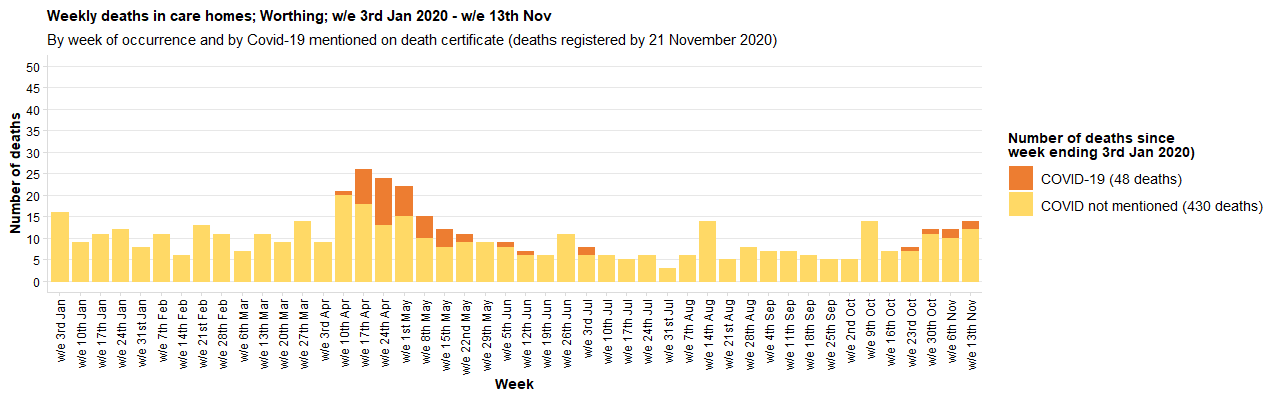 Weekly deaths in care homes; Worthing; w/e 3rd Jan 2020 - w/e 13th Nov
By week of occurrence and by Covid-19 mentioned on death certificate (deaths registered by 21 November 2020)
Number of deaths
50
45
40
35
30
25
20
15
10
5
0
w/e 3rd Jan
w/e 10th Jan
w/e 17th Jan
w/e 24th Jan
w/e 31st Jan
w/e 7th Feb
w/e 14th Feb
w/e 21st Feb
w/e 28th Feb
w/e 6th Mar
w/e 13th Mar
w/e 20th Mar
w/e 27th Mar
w/e 3rd Apr
w/e 10th Apr
w/e 17th Apr
w/e 24th Apr
w/e 1st May
w/e 8th May
w/e 15th May
w/e 22nd May
w/e 29th May
w/e 5th Jun
w/e 12th Jun
w/e 19th Jun
w/e 26th Jun
w/e 3rd Jul
w/e 10th Jul
w/e 17th Jul
w/e 24th Jul
w/e 31st Jul
w/e 7th Aug
w/e 14th Aug
w/e 21st Aug
w/e 28th Aug
w/e 4th Sep
w/e 11th Sep
w/e 18th Sep
w/e 25th Sep
w/e 2nd Oct
w/e 9th Oct
w/e 16th Oct
w/e 23rd Oct
w/e 30th Oct
w/e 6th Nov
w/e 13th Nov
Week
Number of deaths since
week ending 3rd Jan 2020)
COVID-19 (48 deaths)
COVID not mentioned (430 deaths)